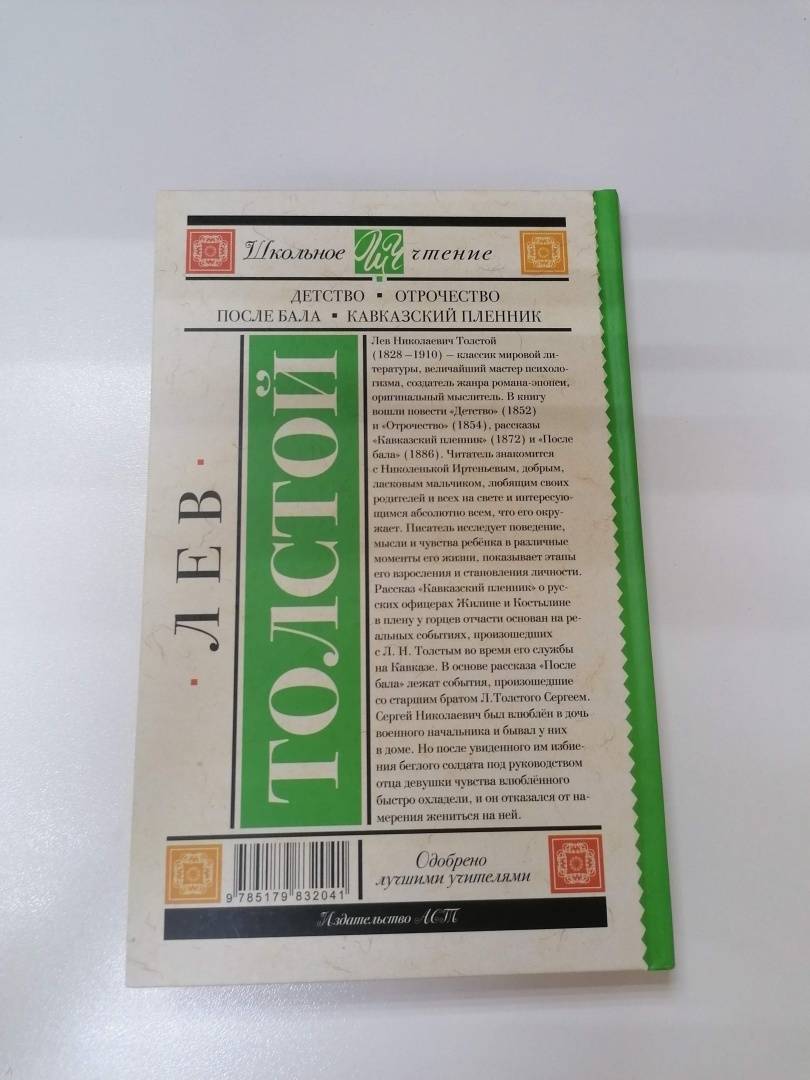 Школьное ШЧ чтение
ДЕТСТВО ▪ ОТРОЧЕСТВО
ПОСЛЕ БАЛА ▪ КАВКАЗСКИЙ ПЛЕННИК
· ЛЕВ ·
ТОЛСТОЙ
Лев Николаевич Толстой
(1828–1910) – классик мировой ли-
тературы, величайший мастер психоло-
гизма, создатель жанра романа-эпопеи,
оригинальный мыслитель. В книгу
вошли повести «Детство» (1852)
и «Отрочество» (1854), рассказы
«Кавказский пленник» (1872) и «После
бала» (1886). Читатель знакомится
с Николенькой Иртеньевым, добрым,
ласковым мальчиком, любящим своих
родителей и всех на свете и интересую-
щимся абсолютно всем, что его окру-
жает. Писатель исследует поведение,
мысли и чувства ребёнка в различные
моменты его жизни, показывает этапы
его взросления и становления личности.
Рассказ «Кавказский пленник» о рус-
ских офицерах Жилине и Костылине
в плену у горцев отчасти основан на ре-
альных событиях, произошедших
с Л. Н. Толстым во время его службы
на Кавказе. В основе рассказа «После
бала» лежат события, произошедшие
со старшим братом Л.Толстого Сергеем.
Сергей Николаевич был влюблён в дочь
военного начальника и бывал у них
в доме. Но после увиденного им избие-
ния беглого солдата под руководством
отца девушки чувства влюблённого
быстро охладели, и он отказался от на-
мерения жениться на ней.
9 785179 832041
Одобрено
лучшими учителями
Издательство АСТ